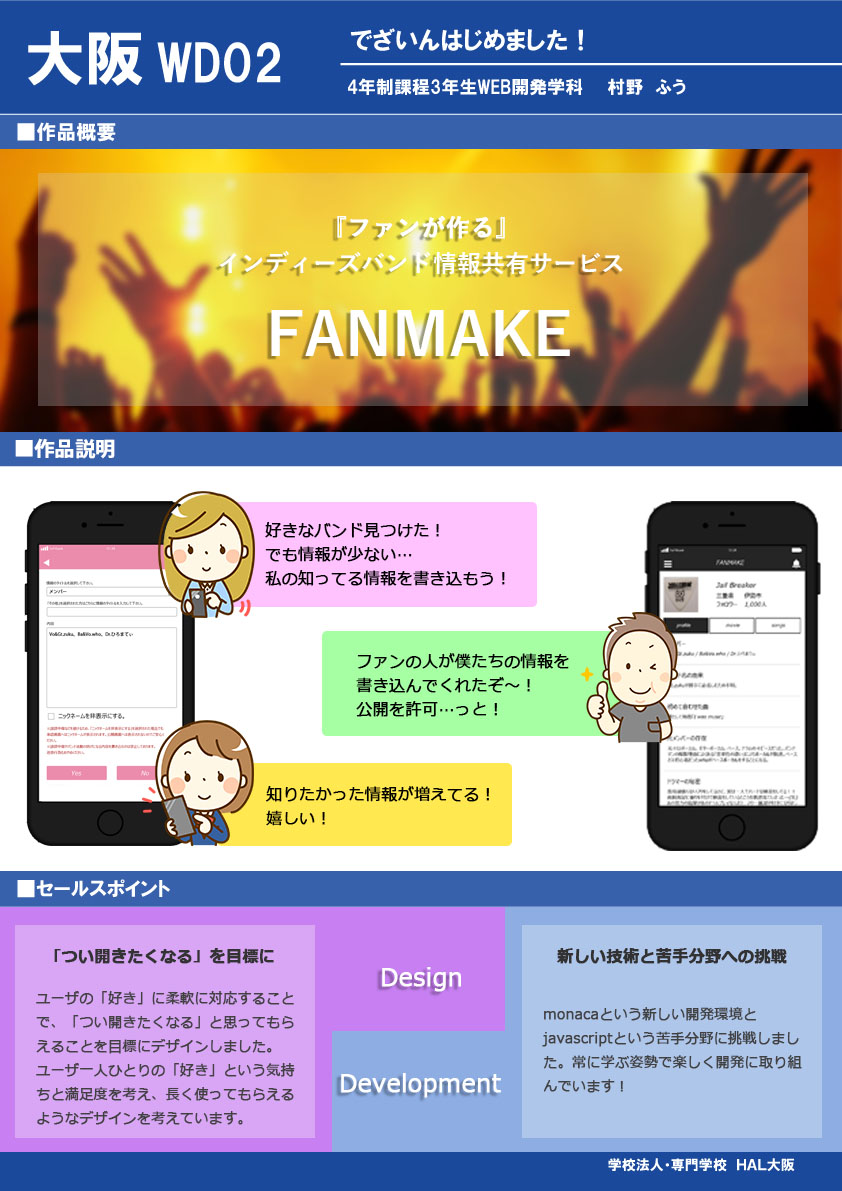 大阪 WD02
でざいんはじめました！
4年制課程3年生WEB開発学科 村野 ふう
■作品概要
『ファンが作る』
インディーズバンド情報共有サービス
FANMAKE
■作品説明
メンバー
内容
Vo&Gt.zuku、Ba&Vo.who、Dr.ひろまてぃ
ニックネームを非表示にする。
Yes
No
好きなバンド見つけた！
でも情報が少ない…
私の知ってる情報を書き込もう！
ファンの人が僕たちの情報を
書き込んでくれたぞ～！
公開を許可…っと！
知りたかった情報が増えてる！
嬉しい！
FANMAKE
Jail Breaker
三重県 伊勢市
フォロワー 1,000人
profile
movie
songs
■セールスポイント
「つい開きたくなる」を目標に
ユーザの「好き」に柔軟に対応すること
で、「つい開きたくなる」と思ってもら
えることを目標にデザインしました。
ユーザ一人ひとりの「好き」という気持
ちと満足度を考え、長く使ってもらえる
ようなデザインを考えています。
Design
Development
新しい技術と苦手分野への挑戦
monacaという新しい開発環境と
javascriptという苦手分野に挑戦しまし
た。常に学ぶ姿勢で楽しく開発に取り組
んでいます！
学校法人・専門学校 HAL大阪